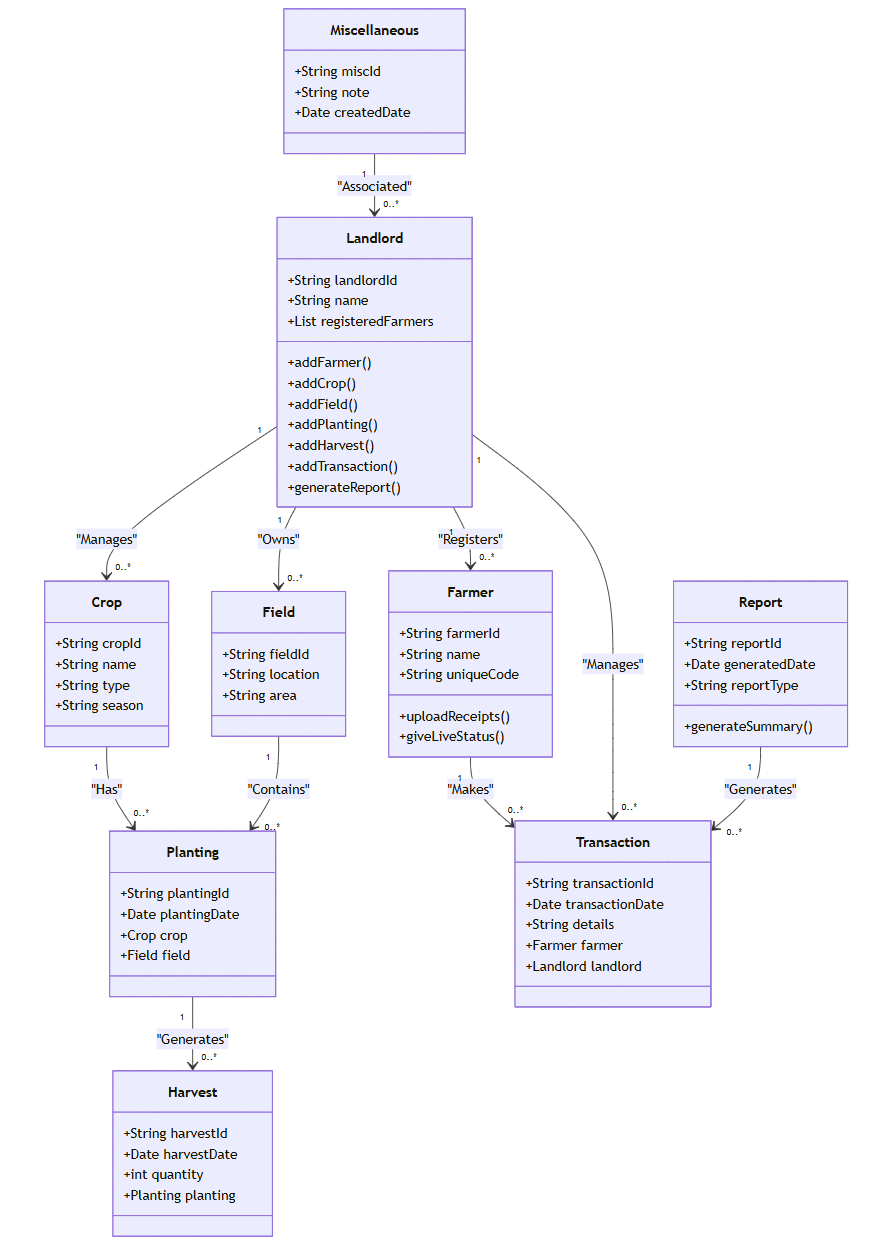 Miscellaneous
+String miscId
+String note
+Date createdDate
1
"Associated"
0..*
Landlord
+String landlordId
+String name
+List registeredFarmers
+addFarmer()
+addCrop()
+addField()
+addPlanting()
+addHarvest()
+addTransaction()
+generateReport()
1
"Manages"
0..*
1
"Owns"
0..*
1
"Registers"
0..*
1
"Manages"
0..*
Crop
+String cropId
+String name
+String type
+String season
Field
+String fieldId
+String location
+String area
Farmer
+String farmerId
+String name
+String uniqueCode
+uploadReceipts()
+giveLiveStatus()
Report
+String reportId
+Date generatedDate
+String reportType
+generateSummary()
1
"Has"
0..*
1
"Contains"
0..*
1
"Makes"
0..*
1
"Generates"
0..*
Planting
+String plantingId
+Date plantingDate
+Crop crop
+Field field
Transaction
+String transactionId
+Date transactionDate
+String details
+Farmer farmer
+Landlord landlord
1
"Generates"
0..*
Harvest
+String harvestId
+Date harvestDate
+int quantity
+Planting planting